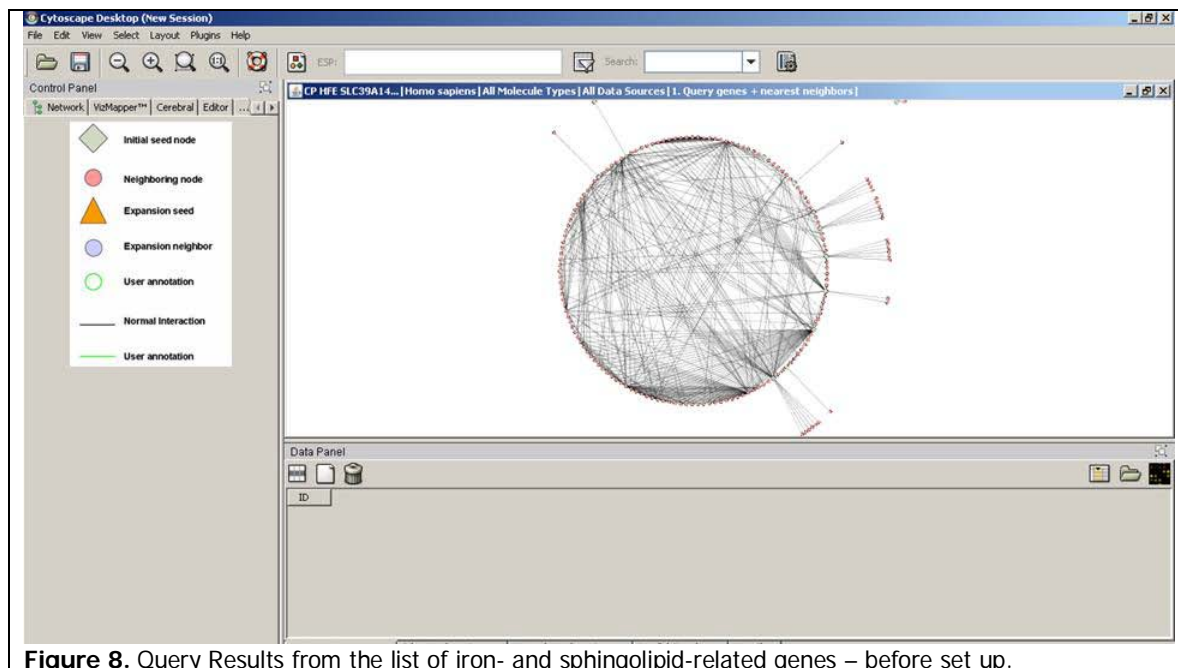 Cytoscape Desktop (New Session)
File Edit View Select Layout Plugins Help
ESP: Search:
Control Panel
Network VizMapper™ Cerebral Editor ...
CP HFE SLC39A14...|Homo sapiens|All Molecule Types|All Data Sources|1. Query genes + nearest neighbors|
Initial seed node
Neighboring node
Expansion seed
Expansion neighbor
User annotation
Normal Interaction
User annotation
Data Panel
ID
Figure 8. Query Results from the list of iron- and sphingolipid-related genes – before set up.